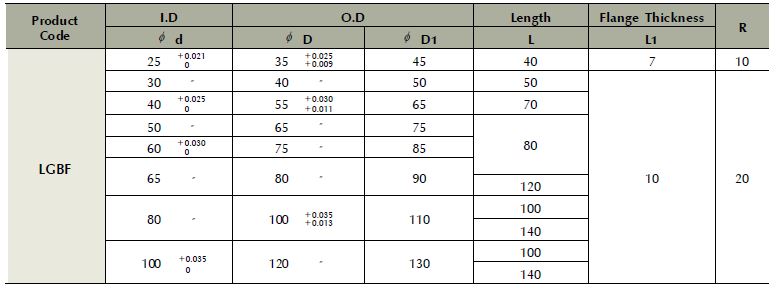 Product Code I.D O.D Length Flange Thickness R
ϕ d ϕ D ϕ D1 L L1
LGBF
25 +0.021 0 35 +0.025 +0.009 45 40 7 10
30 〃 40 〃 50 50
40 +0.025 0 55 +0.030 +0.011 65 70
50 〃 65 〃 75
60 +0.030 0 75 〃 85 80
65 〃 80 〃 90 10 20
120
80 〃 100 +0.035 +0.013 110 100
140
100 +0.035 0 120 〃 130 100
140